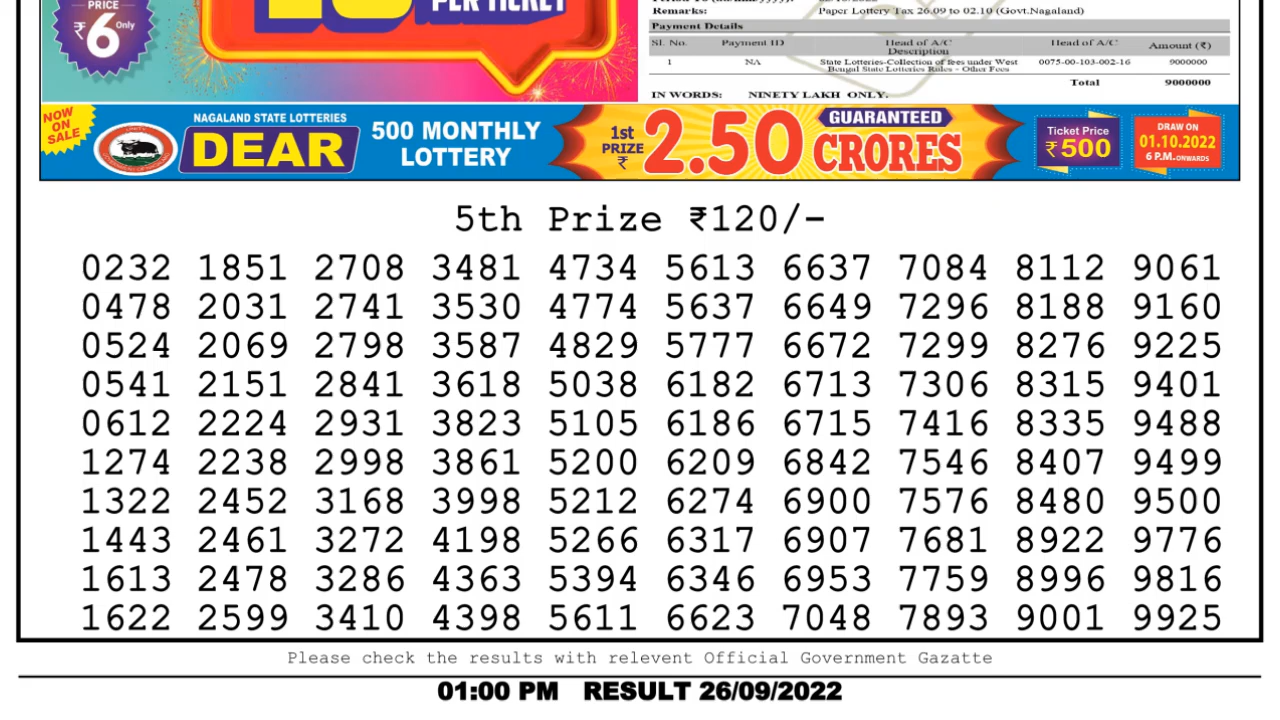 PRICE
₹6 Only
PER TICKET
Remarks: Paper Lottery Tax 26.09 to 02.10 (Govt.Nagaland)
Payment Details
Sl. No. Payment ID Head of A/C Description Head of A/C Amount (₹)
1 NA State Lotteries-Collection of fees under West Bengal State Lotteries Rules - Other Fees 0075-00-103-002-16 9000000
Total 9000000
IN WORDS: NINETY LAKH ONLY.
NOW ON SALE
NAGALAND STATE LOTTERIES
DEAR
500 MONTHLY
LOTTERY
1st PRIZE ₹ 2.50 CRORES
GUARANTEED
Ticket Price
₹500
DRAW ON
01.10.2022
6 P.M. ONWARDS
5th Prize ₹120/-
0232 1851 2708 3481 4734 5613 6637 7084 8112 9061
0478 2031 2741 3530 4774 5637 6649 7296 8188 9160
0524 2069 2798 3587 4829 5777 6672 7299 8276 9225
0541 2151 2841 3618 5038 6182 6713 7306 8315 9401
0612 2224 2931 3823 5105 6186 6715 7416 8335 9488
1274 2238 2998 3861 5200 6209 6842 7546 8407 9499
1322 2452 3168 3998 5212 6274 6900 7576 8480 9500
1443 2461 3272 4198 5266 6317 6907 7681 8922 9776
1613 2478 3286 4363 5394 6346 6953 7759 8996 9816
1622 2599 3410 4398 5611 6623 7048 7893 9001 9925
Please check the results with relevent Official Government Gazatte
01:00 PM RESULT 26/09/2022